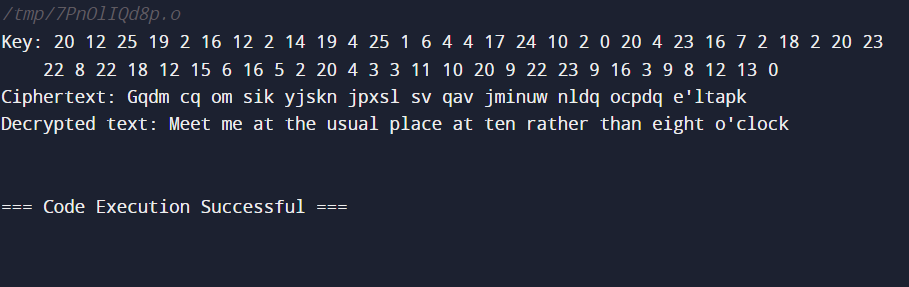 /tmp/7PnOlIQd8p.o
Key: 20 12 25 19 2 16 12 2 14 19 4 25 1 6 4 4 17 24 10 2 0 20 4 23 16 7 2 18 2 20 23
22 8 22 18 12 15 6 16 5 2 20 4 3 3 11 10 20 9 22 23 9 16 3 9 8 12 13 0
Ciphertext: Gqdm cq om sik yjskn jpxsl sv qav jminuw nldq ocpdq e'ltapk
Decrypted text: Meet me at the usual place at ten rather than eight o'clock
=== Code Execution Successful ===